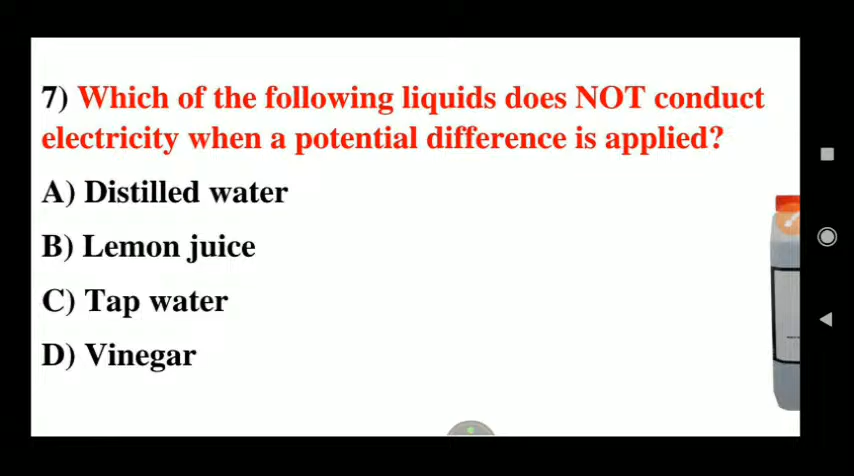 7) Which of the following liquids does NOT conduct
electricity when a potential difference is applied?
A) Distilled water
B) Lemon juice
C) Tap water
D) Vinegar